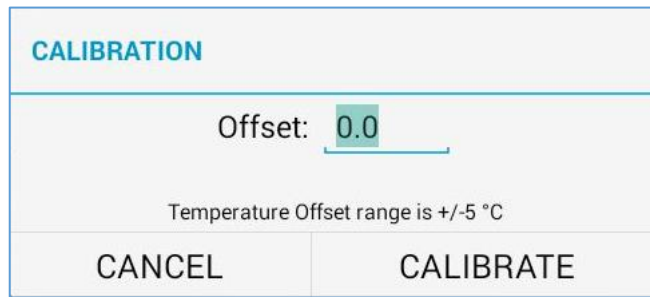 CALIBRATION
Offset: 0.0
Temperature Offset range is +/-5 °C
CANCEL CALIBRATE